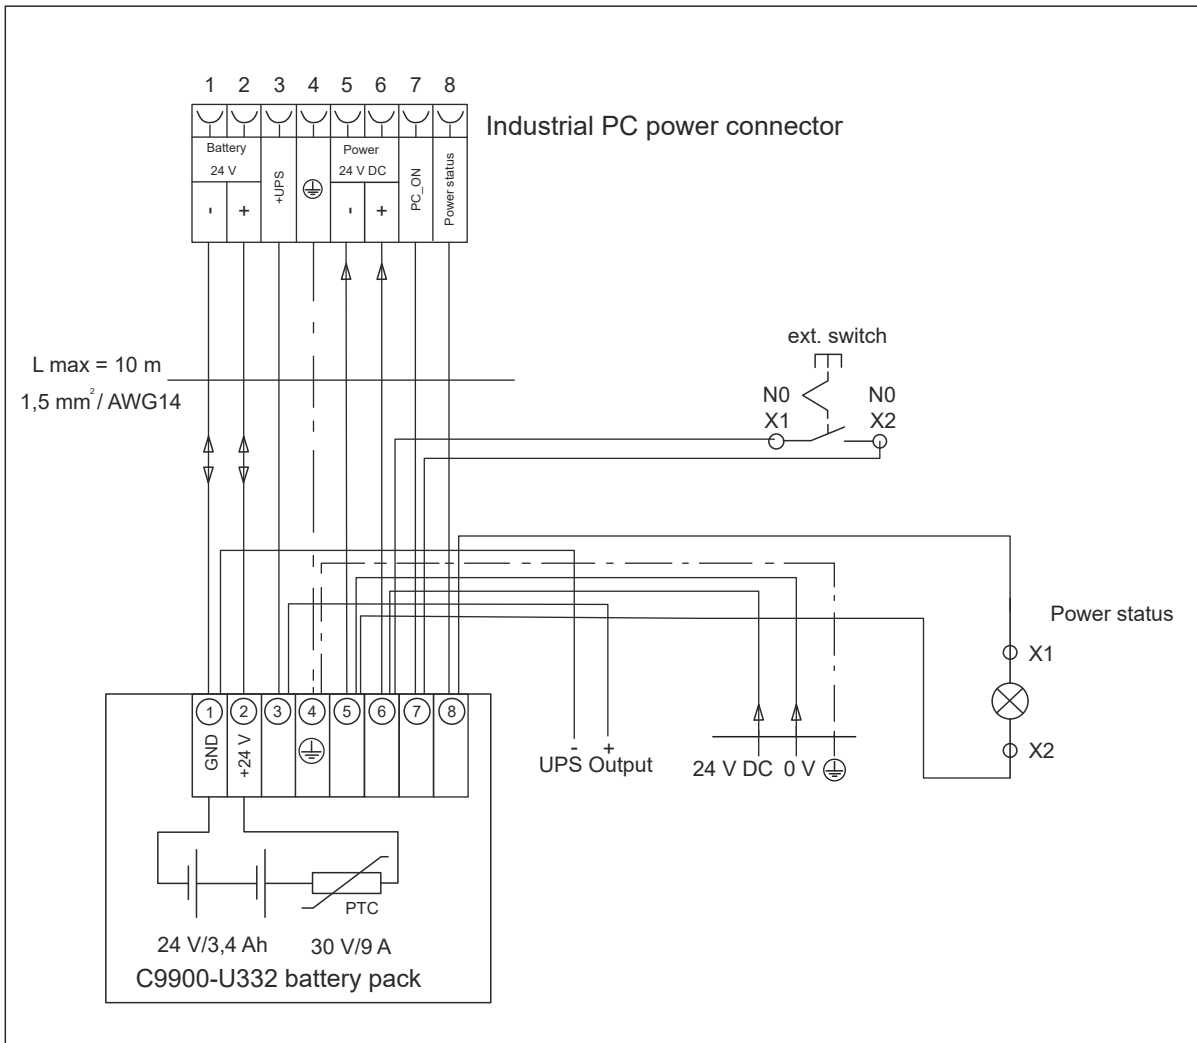 1 2 3 4 5 6 7 8
Industrial PC power connector
Battery
24 V
- +
+UPS
Power
24 V DC
- +
PC_ON
Power status
L max = 10 m
1,5 mm²/ AWG14
ext. switch
N0 N0
X1 X2
Power status
X1
X2
1 2 3 4 5 6 7 8
GND
+24 V
- +
UPS Output
24 V DC 0 V
PTC
24 V/3,4 Ah 30 V/9 A
C9900-U332 battery pack